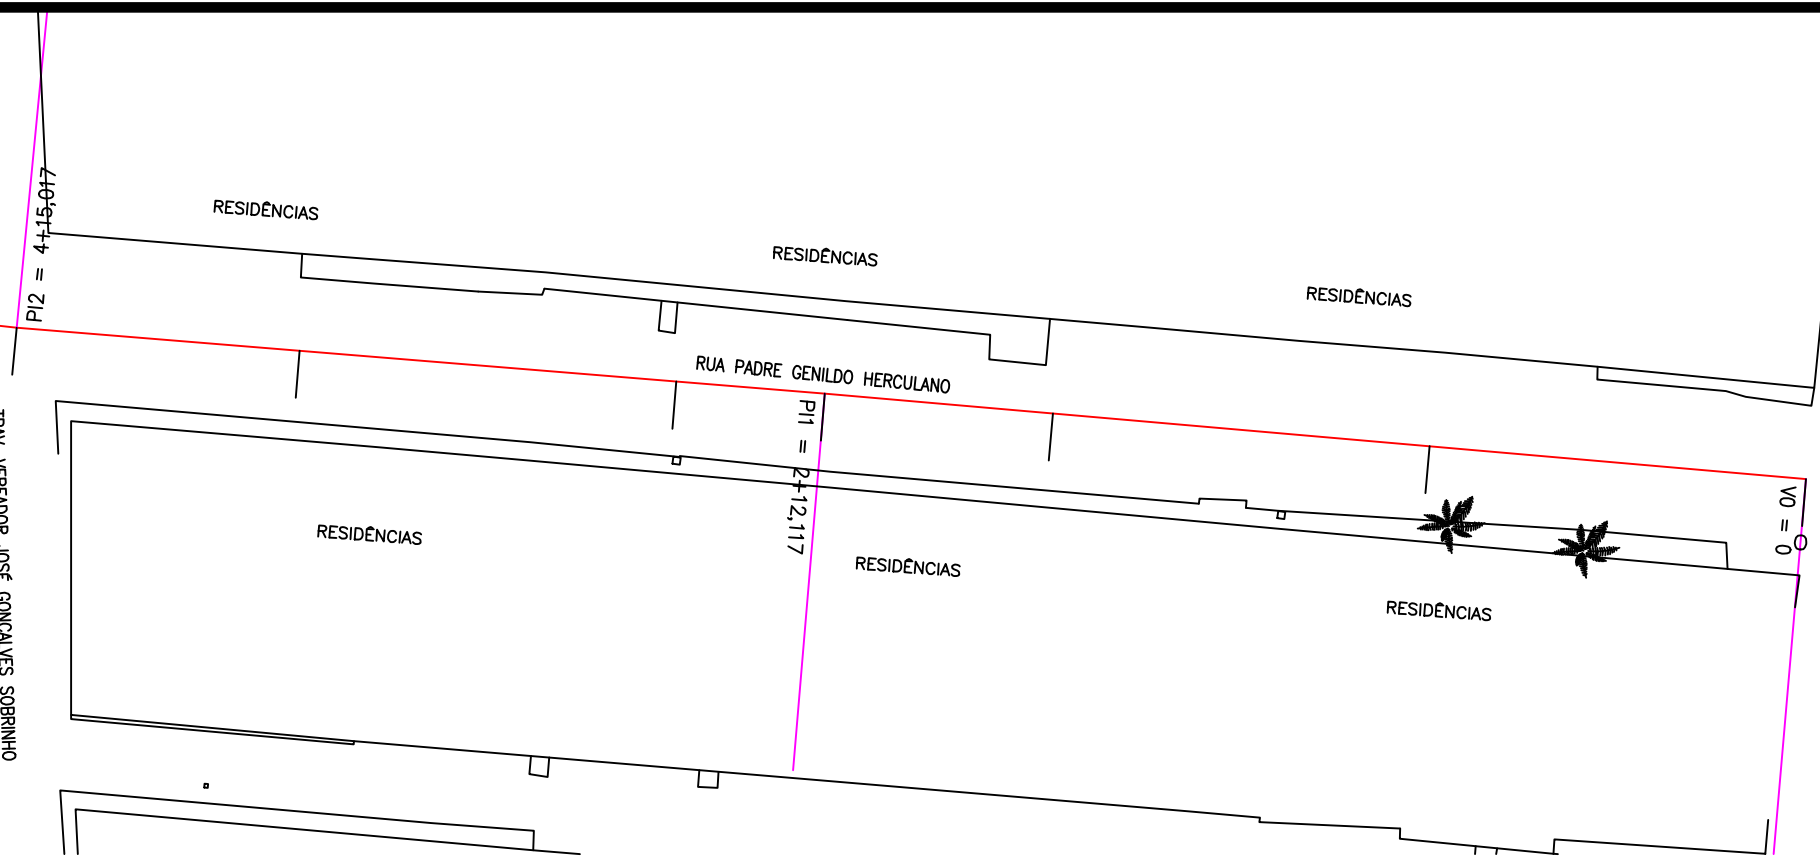 PI2 = 4+15,017
RESIDÊNCIAS
RESIDÊNCIAS
RESIDÊNCIAS
RUA PADRE GENILDO HERCULANO
PI1 = 2+12,117
V0 = 0
RESIDÊNCIAS
RESIDÊNCIAS
RESIDÊNCIAS
TRAV. VEREADOR JOSÉ GONÇALVES SOBRINHO